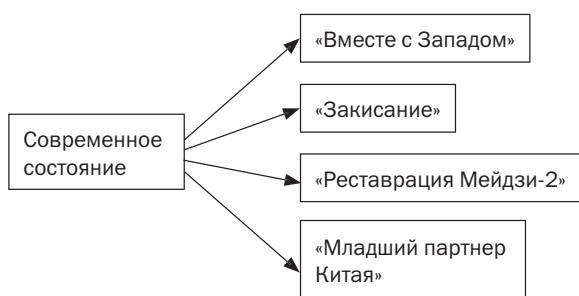 «Вместе с Западом»
«Закисание»
Современное
состояние
«Реставрация Мейдзи-2»
«Младший партнер
Китая»